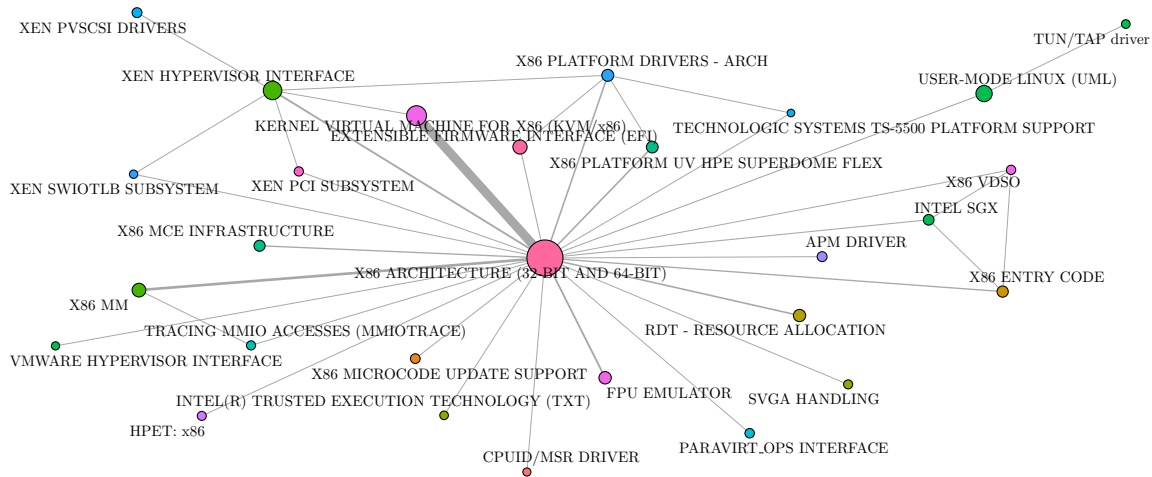 XEN PVSCSI DRIVERS
TUN/TAP driver
X86 PLATFORM DRIVERS - ARCH
XEN HYPERVISOR INTERFACE
USER-MODE LINUX (UML)
KERNEL VIRTUAL MACHINE FOR X86 (KVM/x86)
TECHNOLOGIC SYSTEMS TS-5500 PLATFORM SUPPORT
EXTENSIBLE FIRMWARE INTERFACE (EFI)
X86 PLATFORM UV HPE SUPERDOME FLEX
XEN SWIOTLB SUBSYSTEM
XEN PCI SUBSYSTEM
X86 VDSO
INTEL SGX
X86 MCE INFRASTRUCTURE
APM DRIVER
X86 ARCHITECTURE (32-BIT AND 64-BIT)
X86 ENTRY CODE
X86 MM
TRACING MMIO ACCESSES (MMIOTRACE)
RDT - RESOURCE ALLOCATION
VMWARE HYPERVISOR INTERFACE
X86 MICROCODE UPDATE SUPPORT
FPU EMULATOR
INTEL(R) TRUSTED EXECUTION TECHNOLOGY (TXT)
SVGA HANDLING
HPET: x86
PARAVIRT_OPS INTERFACE
CPUID/MSR DRIVER